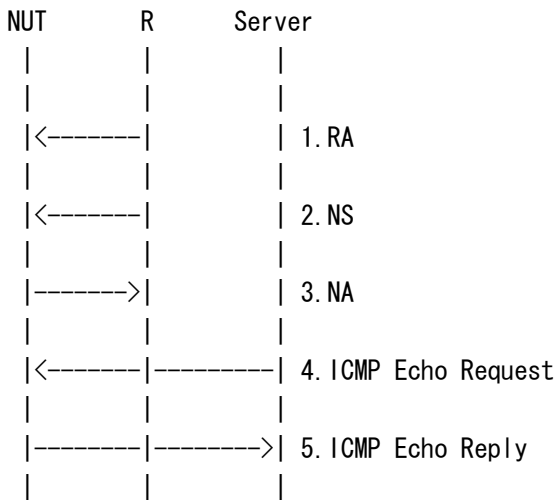 NUT R Server
1. RA
2. NS
3. NA
4. ICMP Echo Request
5. ICMP Echo Reply